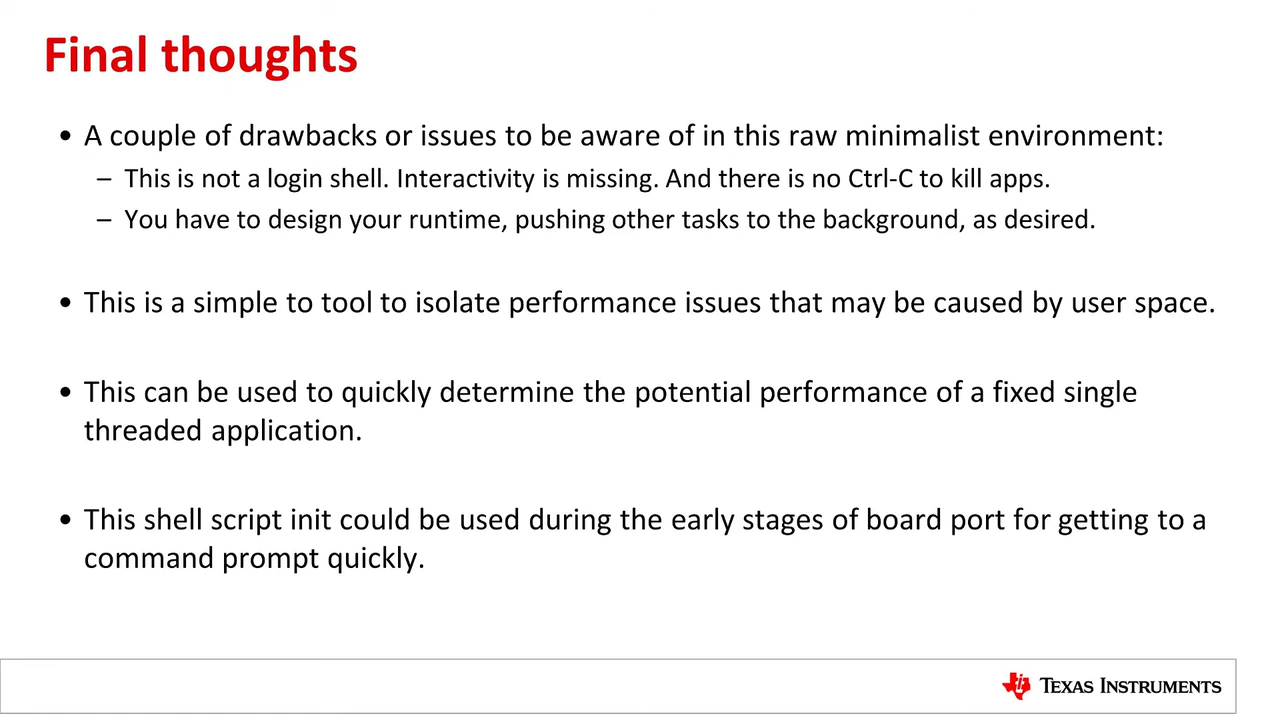 Final thoughts
• A couple of drawbacks or issues to be aware of in this raw minimalist environment:
– This is not a login shell. Interactivity is missing. And there is no Ctrl-C to kill apps.
– You have to design your runtime, pushing other tasks to the background, as desired.
• This is a simple to tool to isolate performance issues that may be caused by user space.
• This can be used to quickly determine the potential performance of a fixed single
threaded application.
• This shell script init could be used during the early stages of board port for getting to a
command prompt quickly.
TEXAS INSTRUMENTS